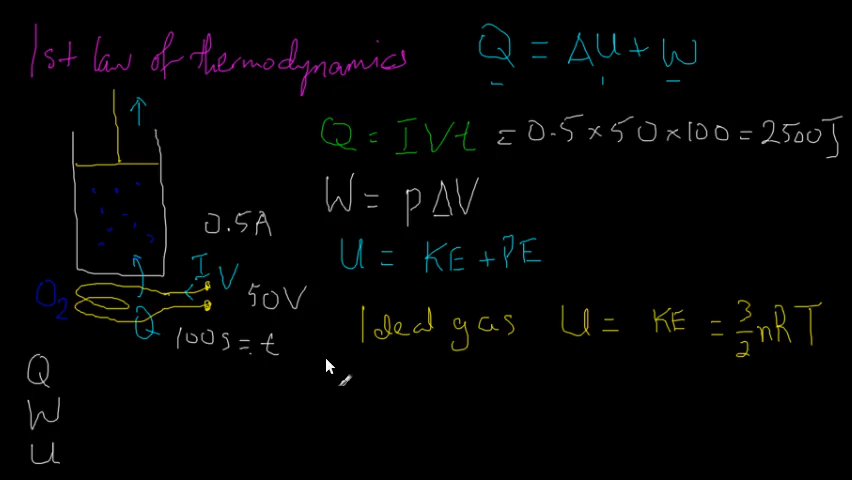 1st law of thermodynamics
Q = ΔU + W
Q = IVt = 0.5 × 50 × 100 = 2500J
W = pΔV
0.5A
U = KE + PE
I
V
50V
O2
Q
100s = t
Ideal gas U = KE = 3/2 nRT
Q
W
U